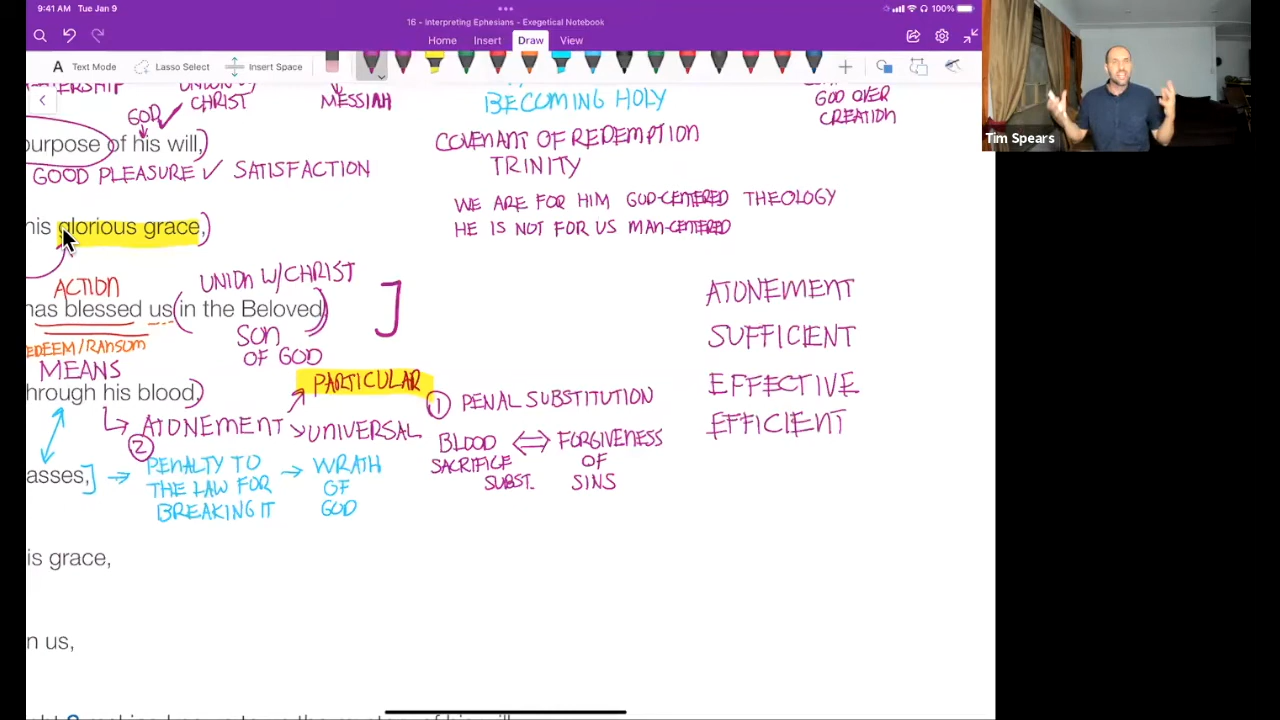 9:41 AM Tue Jan 9
100%
16 - Interpreting Ephesians - Exegetical Notebook
Home Insert Draw View
A Text Mode Lasso Select Insert Space
CHRIST
MESSIAH
BECOMING HOLY
GOD OVER
CREATION
GOD
purpose of his will,)
COVENANT OF REDEMPTION
TRINITY
GOOD PLEASURE ✓ SATISFACTION
WE ARE FOR HIM GOD-CENTERED THEOLOGY
HE IS NOT FOR US MAN-CENTERED
his glorious grace,)
UNION W/CHRIST
ACTION
has blessed us (in the Beloved)
SON
OF GOD
EDEEM/RANSOM
MEANS
through his blood,)
PARTICULAR
ATONEMENT
UNIVERSAL
① PENAL SUBSTITUTION
BLOOD ⇔ FORGIVENESS
SACRIFICE OF
SUBST. SINS
②
asses,] → PENALTY TO → WRATH
THE LAW FOR OF
BREAKING IT GOD
ATONEMENT
SUFFICIENT
EFFECTIVE
EFFICIENT
is grace,
n us,
Tim Spears